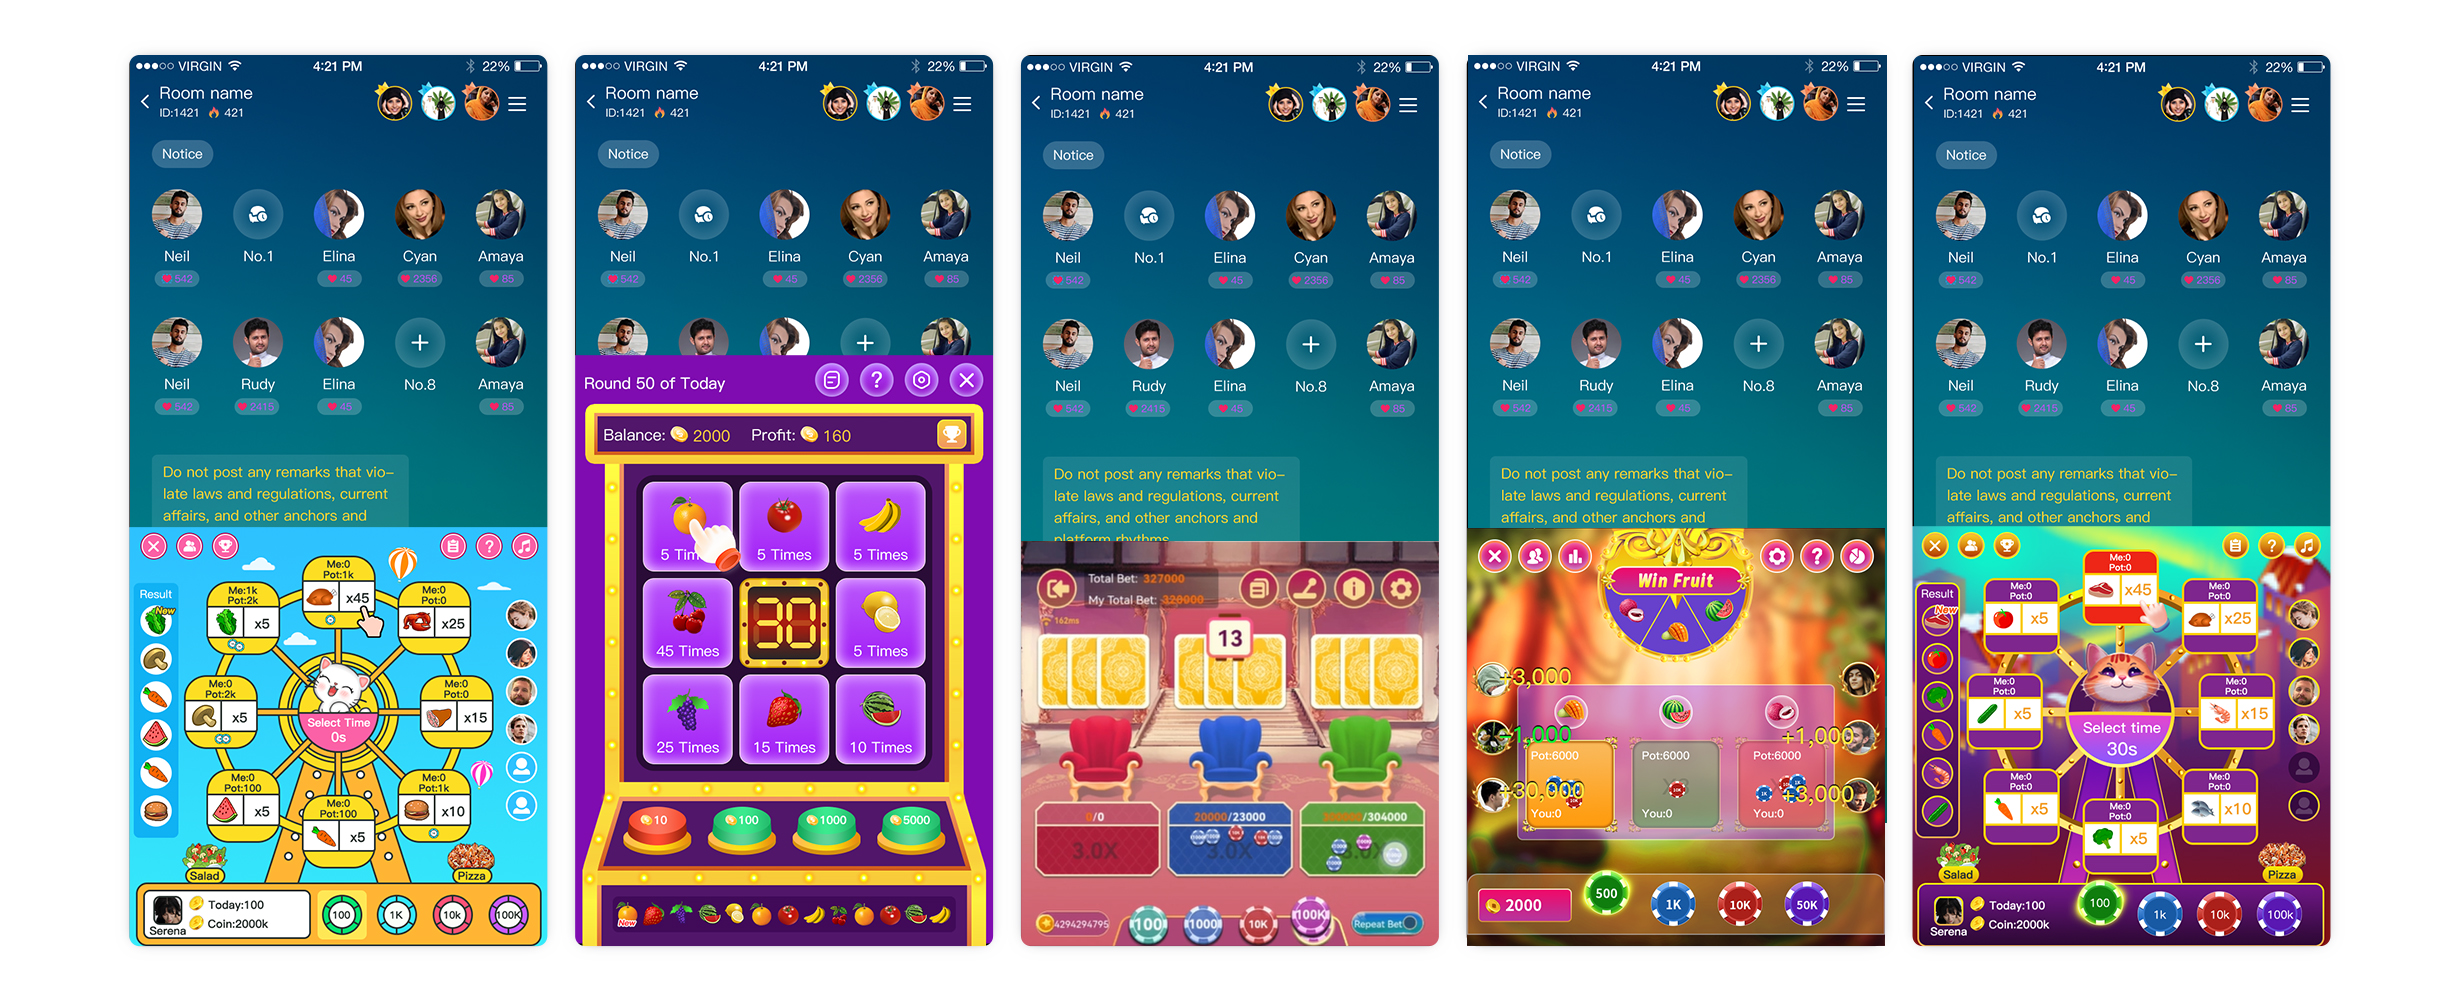 VIRGIN
4:21 PM
22%
Room name
ID:1421 421
Notice
Neil
No.1
Elina
Cyan
Amaya
542
45
2356
85
Neil
Rudy
Elina
No.8
Amaya
542
2415
45
85
Do not post any remarks that vio-
late laws and regulations, current
affairs, and other anchors and
Me:0
Pot:1k
x45
Result
New
Me:1k
Pot:2k
x5
Me:0
Pot:0
x25
Me:0
Pot:2k
x5
Select Time
0s
Me:0
Pot:0
x15
Me:0
Pot:100
x5
Me:0
Pot:100
x5
Me:0
Pot:1k
x10
Salad
Pizza
Serena
Today:100
Coin:2000k
100
1K
10k
100K
VIRGIN
4:21 PM
22%
Room name
ID:1421 421
Notice
Neil
No.1
Elina
Cyan
Amaya
542
45
2356
85
Round 50 of Today
?
Balance: 2000 Profit: 160
5 Tim
5 Times
5 Times
45 Times
30
5 Times
25 Times
15 Times
10 Times
10
100
1000
5000
New
VIRGIN
4:21 PM
22%
Room name
ID:1421 421
Notice
Neil
No.1
Elina
Cyan
Amaya
542
45
2356
85
Neil
Rudy
Elina
No.8
Amaya
542
2415
45
85
Do not post any remarks that vio-
late laws and regulations, current
affairs, and other anchors and
platform rhythms
Total Bet: 327000
My Total Bet: 320900
162ms
13
0/0
20000/23000
/304000
3.0X
3.0X
3.0X
4294294795
100
1000
10K
100K
Repeat Bet
VIRGIN
4:21 PM
22%
Room name
ID:1421 421
Notice
Neil
No.1
Elina
Cyan
Amaya
542
45
2356
85
Neil
Rudy
Elina
No.8
Amaya
542
2415
45
85
Do not post any remarks that vio-
late laws and regulations, current
affairs, and other anchors and
?
Win Fruit
+3,000
+1,000
+1,000
Pot:6000
Pot:6000
Pot:6000
+30,000
+3,000
You:0
You:0
You:0
2000
500
1K
10K
50K
VIRGIN
4:21 PM
22%
Room name
ID:1421 421
Notice
Neil
No.1
Elina
Cyan
Amaya
542
45
2356
85
Neil
Rudy
Elina
No.8
Amaya
542
2415
45
85
Do not post any remarks that vio-
late laws and regulations, current
affairs, and other anchors and
?
Me:0
Pot:0
x45
Result
New
Me:0
Pot:0
x5
Me:0
Pot:0
x25
Me:0
Pot:0
x5
Select time
30s
Me:0
Pot:0
x15
Me:0
Pot:0
x5
Me:0
Pot:0
x5
Me:0
Pot:0
x10
Salad
Pizza
Serena
Today:100
Coin:2000k
100
1k
10k
100k